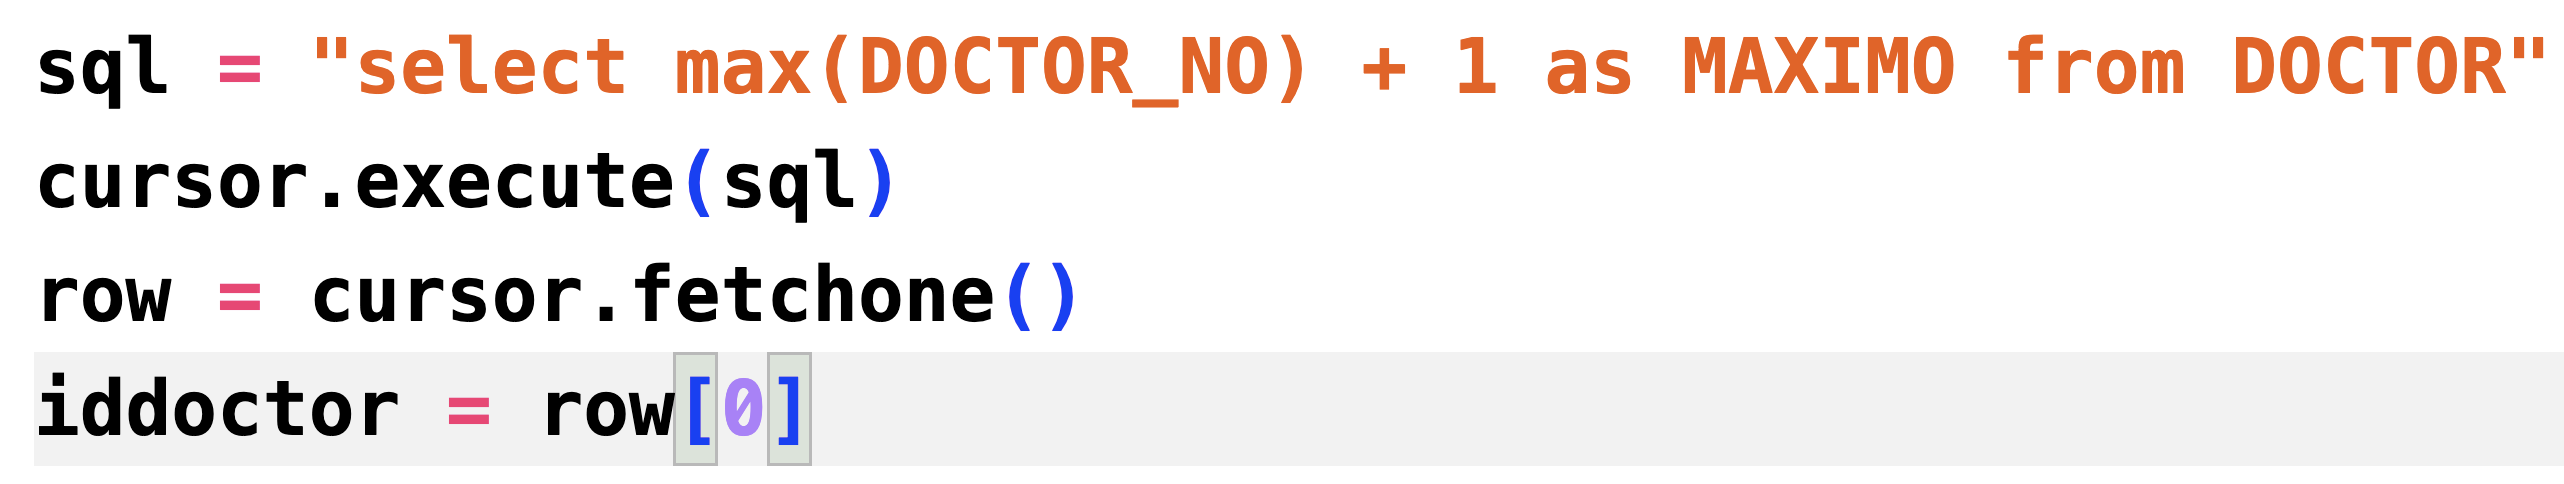 sql = "select max(DOCTOR_NO) + 1 as MAXIMO from DOCTOR"
cursor.execute(sql)
row = cursor.fetchone()
iddoctor = row[0]